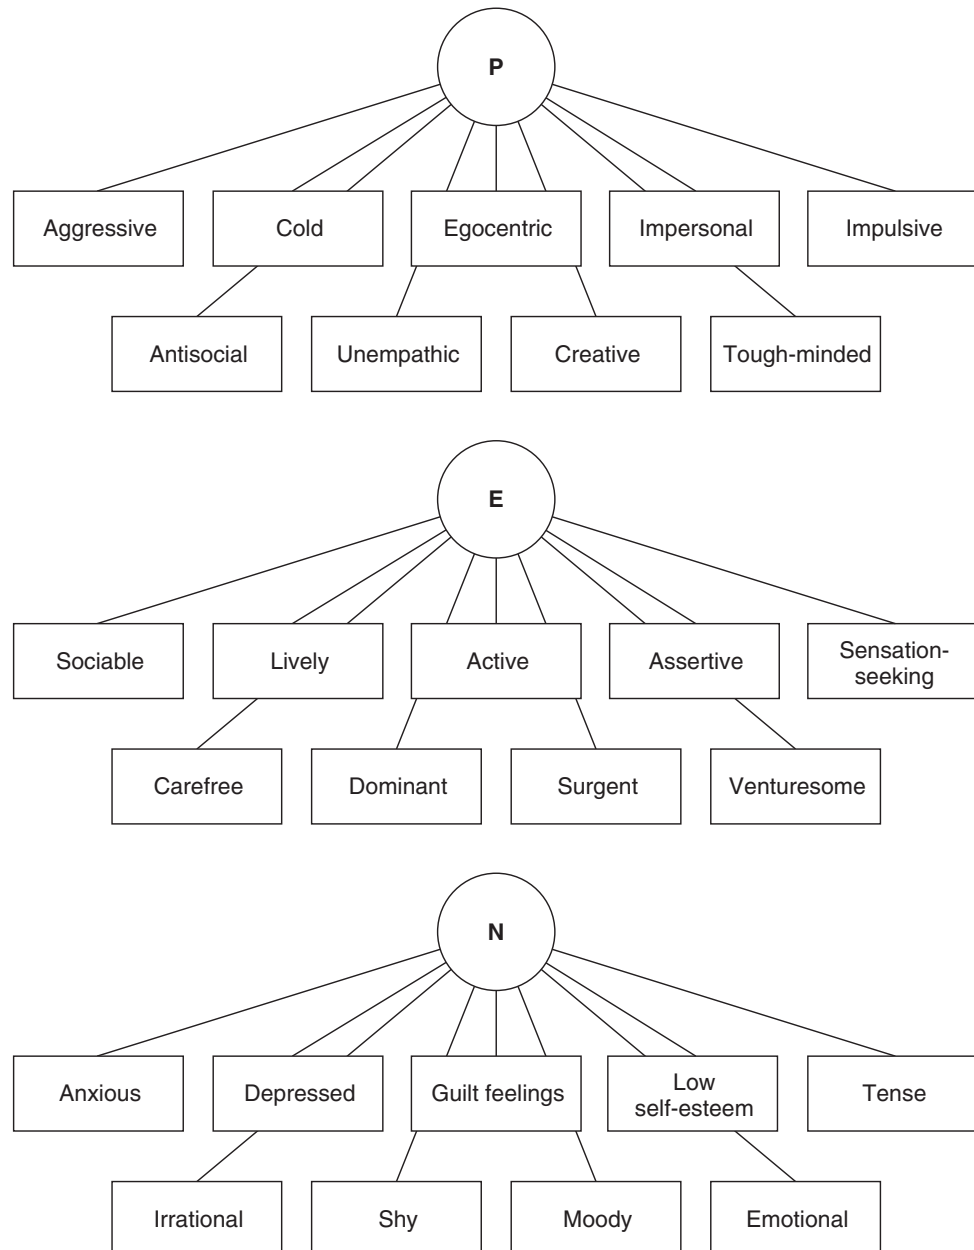 P
Aggressive
Cold
Egocentric
Impersonal
Impulsive
Antisocial
Unempathic
Creative
Tough-minded
E
Sociable
Lively
Active
Assertive
Sensation-
seeking
Carefree
Dominant
Surgent
Venturesome
N
Anxious
Depressed
Guilt feelings
Low
self-esteem
Tense
Irrational
Shy
Moody
Emotional